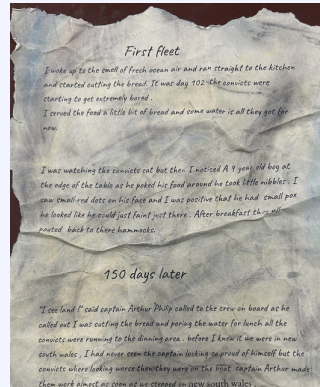 First fleet
I woke up to the smell of fresh ocean air and ran straight to the kitchen
and started cutting the bread. It was day 102 the convicts were
starting to get extremely bored .
I served the food a little bit of bread and some water is all they got for
now.
I was watching the convicts eat but then I noticed A 9 year old boy at
the edge of the table as he poked his food around he took little nibbles . I
saw small red dots on his face and I was positive that he had small pox
he looked like he could just faint just there . After breakfast they all
pouted back to there hammocks.
150 days later
"I see land !" said captain Arthur Philip called to the crew on board as he
called out I was cutting the bread and poring the water for lunch all the
convicts were running to the dinning area . before I knew it we were in new
south wales , I had never seen the captain looking so proud of himself but the
convicts where looking worse then they were on the boat captain Arthur made
them work almost as soon as we stepped on new south wales